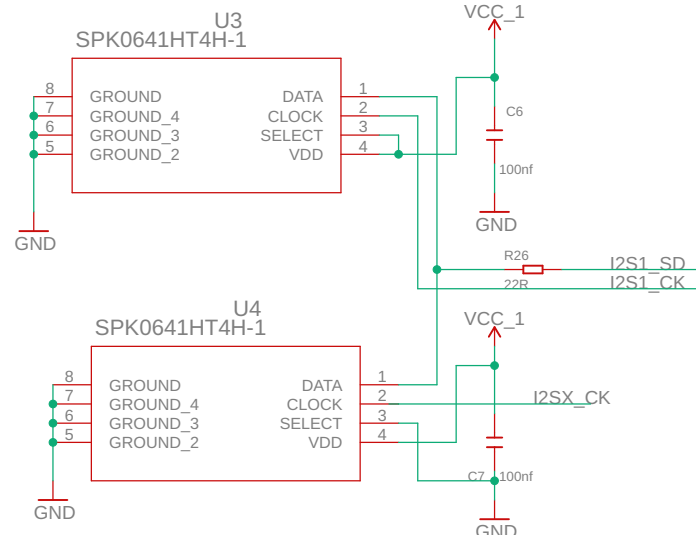 U3
SPK0641HT4H-1
VCC_1
8 GROUND DATA 1
7 GROUND_4 CLOCK 2
6 GROUND_3 SELECT 3
5 GROUND_2 VDD 4
C6
100nf
GND
GND
R26
22R
I2S1_SD
I2S1_CK
U4
SPK0641HT4H-1
VCC_1
8 GROUND DATA 1
7 GROUND_4 CLOCK 2
6 GROUND_3 SELECT 3
5 GROUND_2 VDD 4
I2SX_CK
C7 100nf
GND
GND